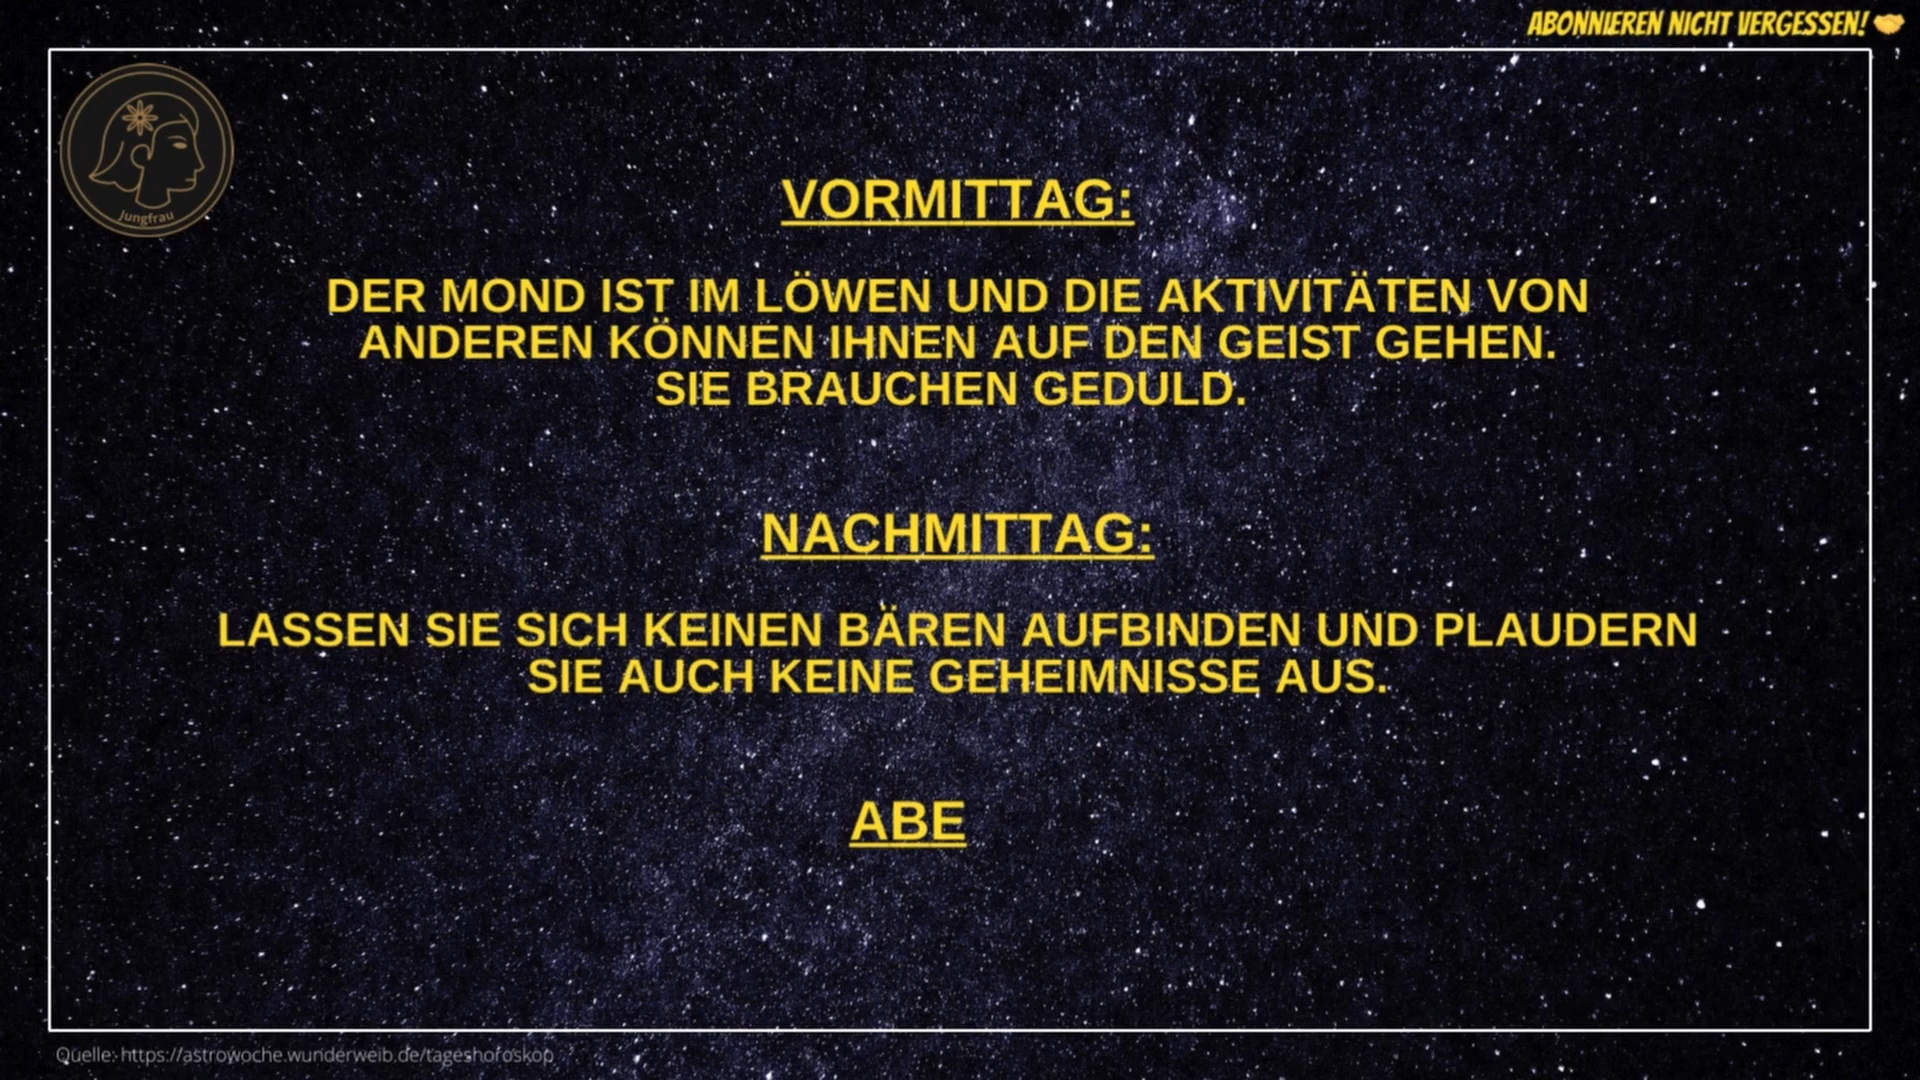 ABONNIEREN NICHT VERGESSEN!
Jungfrau
VORMITTAG:
DER MOND IST IM LÖWEN UND DIE AKTIVITÄTEN VON
ANDEREN KÖNNEN IHNEN AUF DEN GEIST GEHEN.
SIE BRAUCHEN GEDULD.
NACHMITTAG:
LASSEN SIE SICH KEINEN BÄREN AUFBINDEN UND PLAUDERN
SIE AUCH KEINE GEHEIMNISSE AUS.
ABE
Quelle: https://astrowoche.wunderweib.de/tageshoroskop